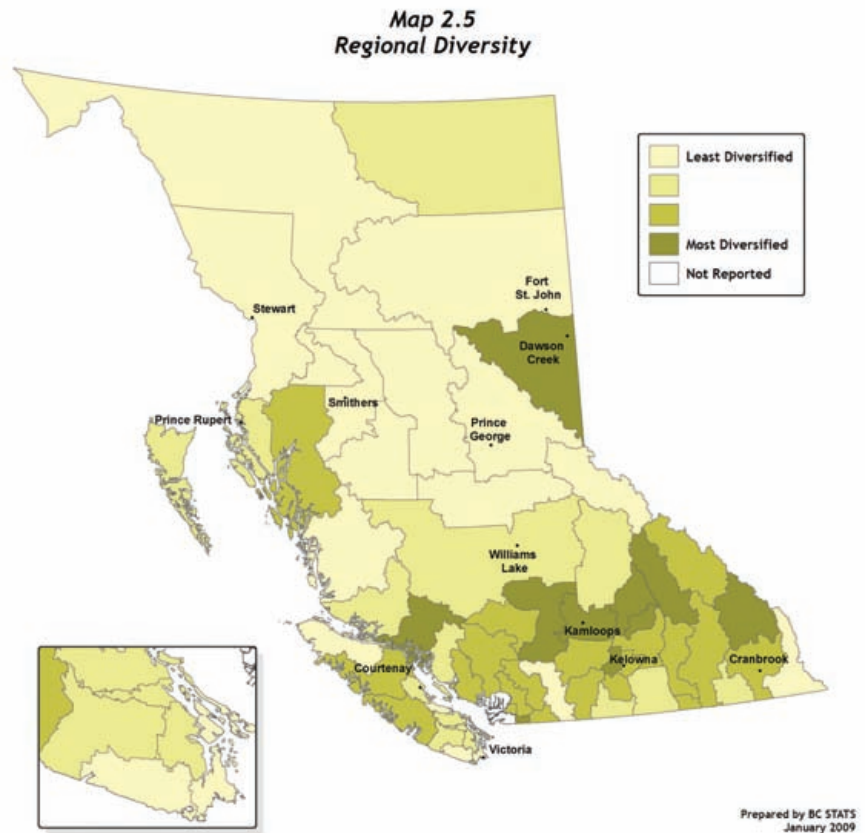 Map 2.5
Regional Diversity
Least Diversified
Most Diversified
Not Reported
Fort
St. John
Stewart
Dawson
Creek
Smithers
Prince Rupert
Prince
George
Williams
Lake
Kamloops
Courtenay
Kelowna
Cranbrook
Victoria
Prepared by BC STATS
January 2009